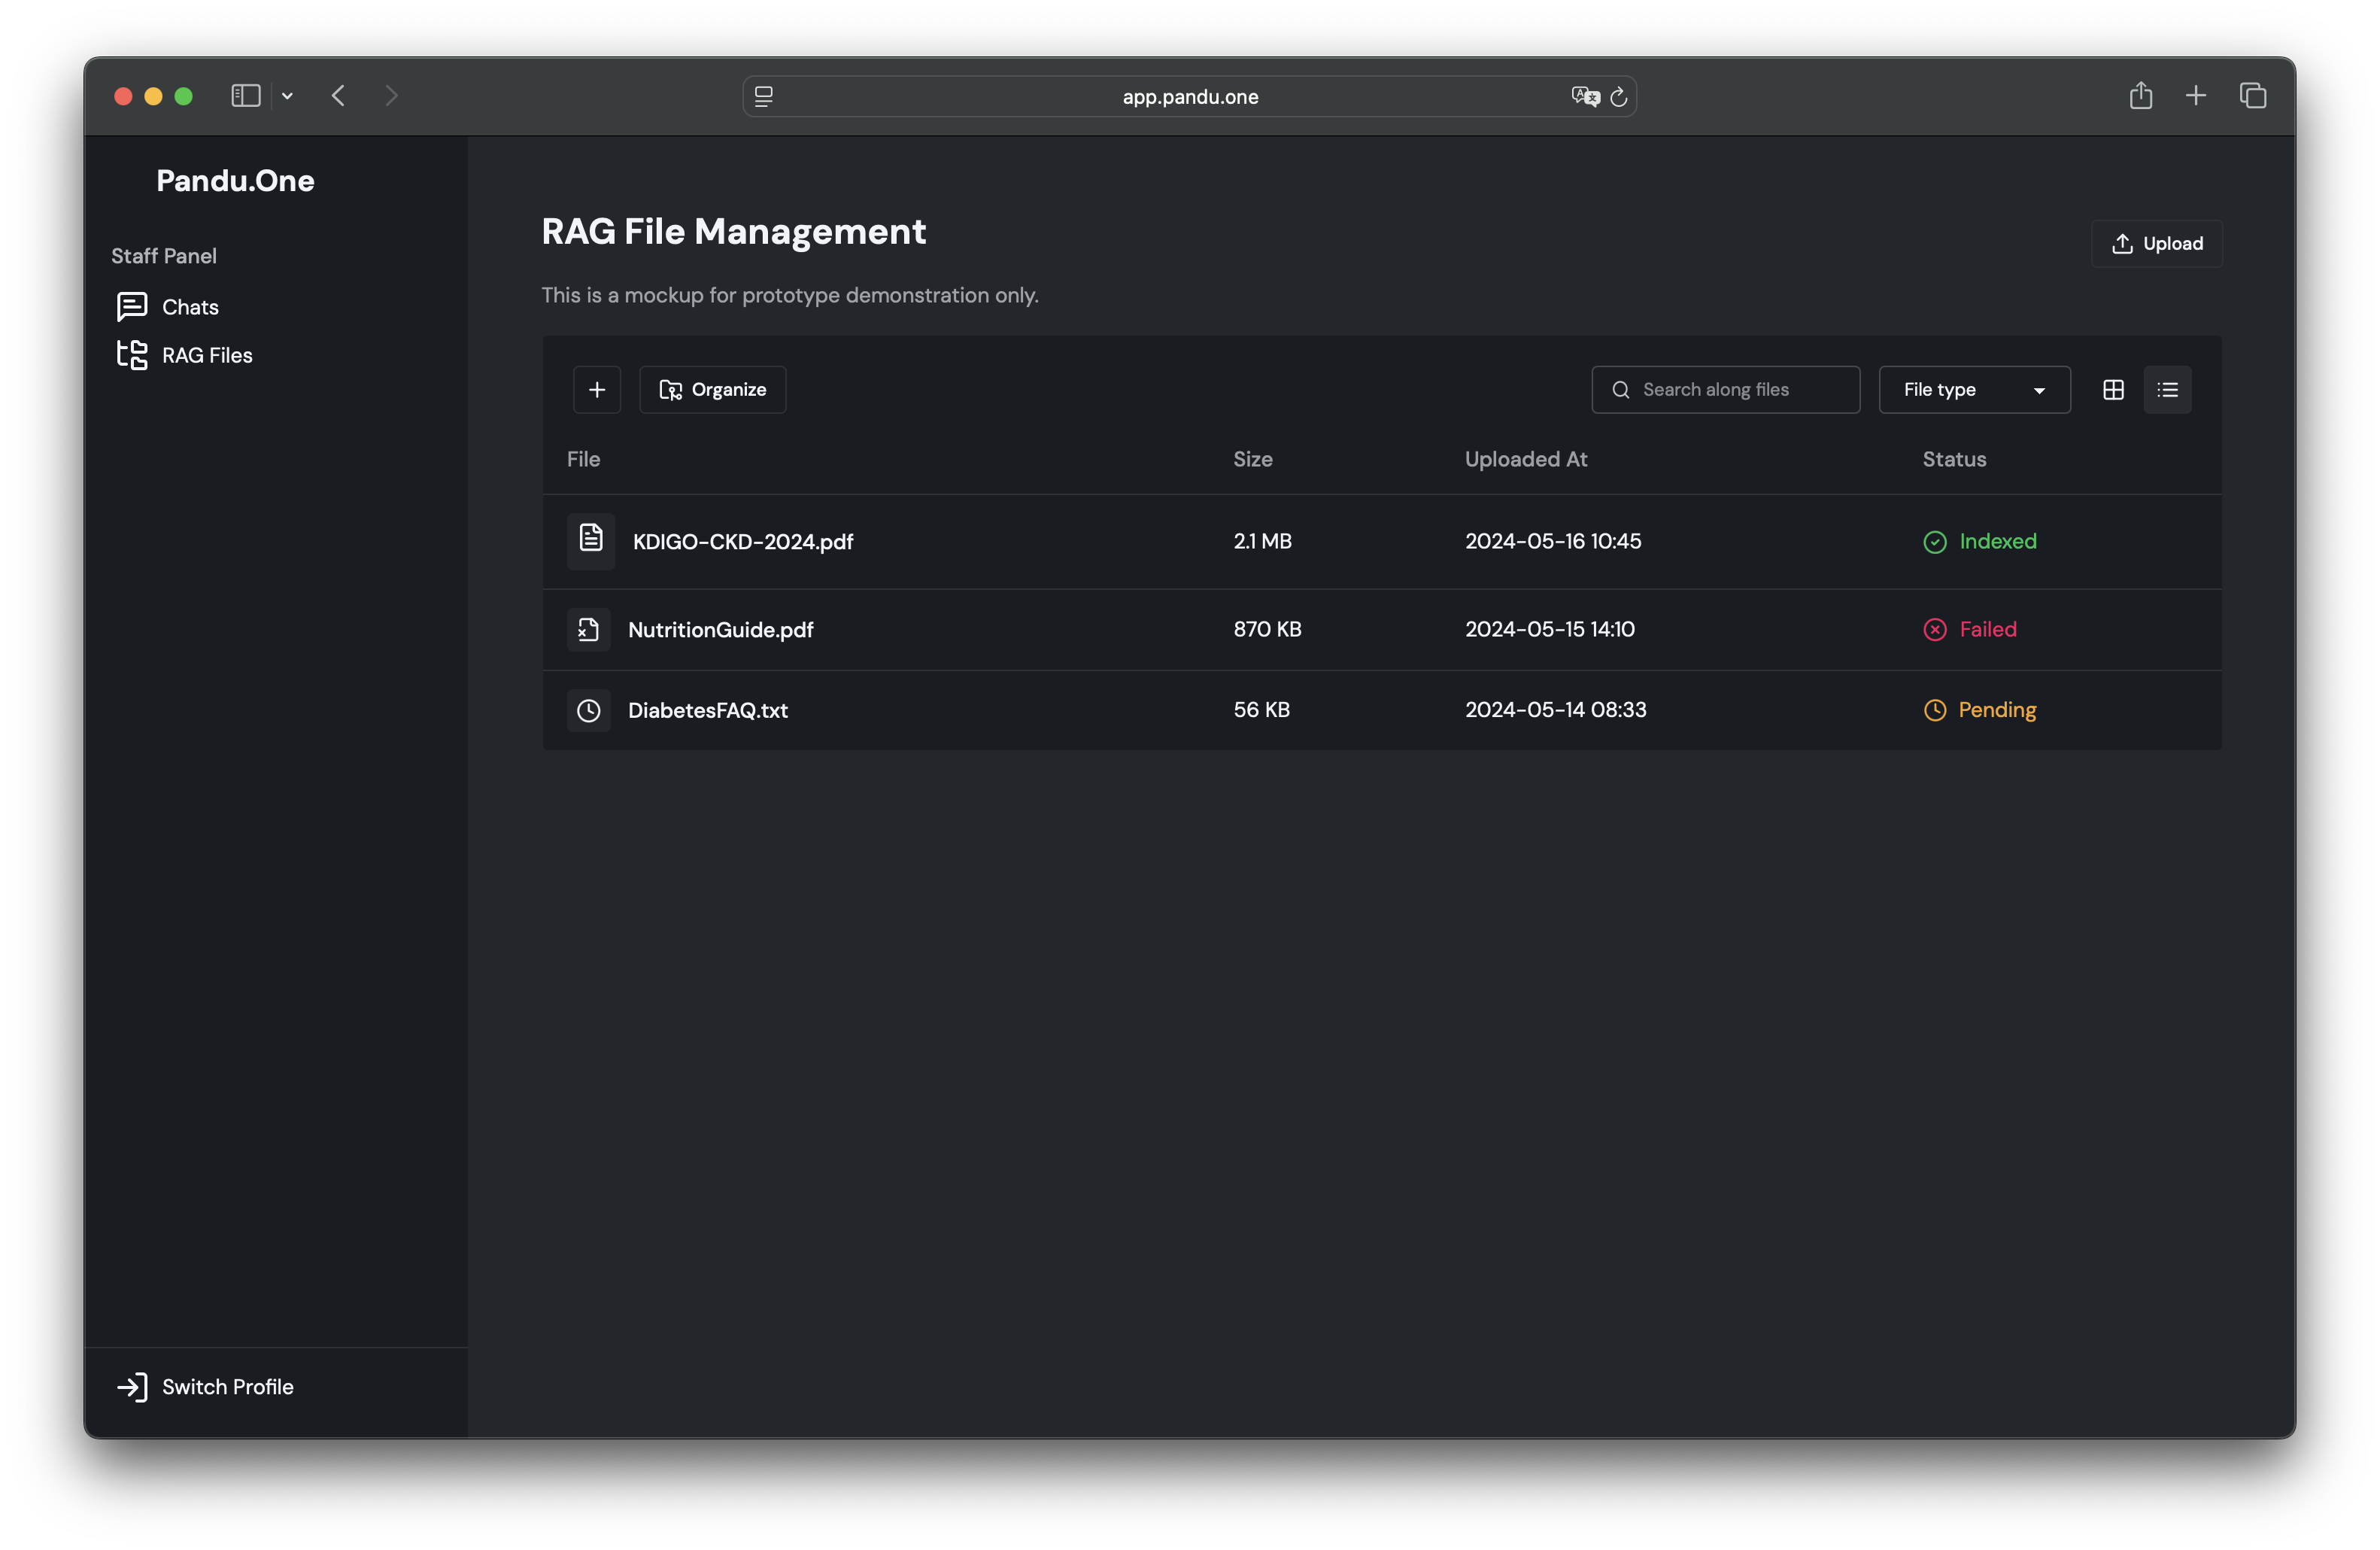 app.pandu.one
Pandu.One
Staff Panel
Chats
RAG Files
Switch Profile
RAG File Management
Upload
This is a mockup for prototype demonstration only.
Organize
Search along files
File type
File Size Uploaded At Status
KDIGO-CKD-2024.pdf 2.1 MB 2024-05-16 10:45 Indexed
NutritionGuide.pdf 870 KB 2024-05-15 14:10 Failed
DiabetesFAQ.txt 56 KB 2024-05-14 08:33 Pending